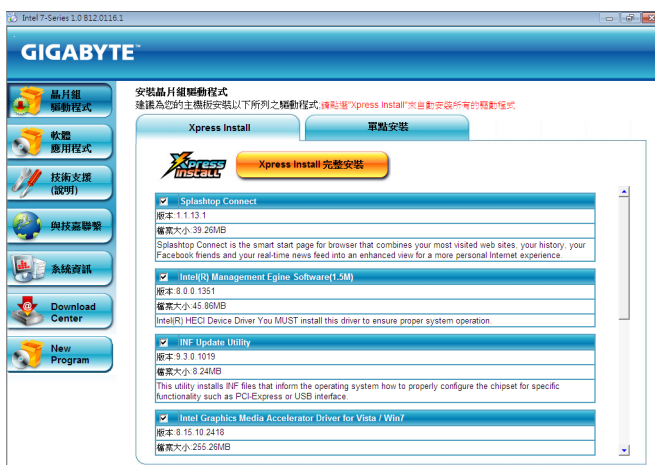 Intel 7-Series 1.0 B12.0116.1
GIGABYTE™
晶片組
驅動程式
軟體
應用程式
技術支援
(說明)
與技嘉聯繫
系統資訊
Download
Center
New
Program
安裝晶片組驅動程式
建議為您的主機板安裝以下所列之驅動程式;請點選"Xpress Install"來自動安裝所有的驅動程式
Xpress Install
單點安裝
Xpress
INSTALL
Xpress Install 完整安裝
Splashtop Connect
版本:1.1.13.1
檔案大小:39.26MB
Splashtop Connect is the smart start page for browser that combines your most visited web sites, your history, your
Facebook friends and your real-time news feed into an enhanced view for a more personal Internet experience.
Intel(R) Management Egine Software(1.5M)
版本:8.0.0.1351
檔案大小:45.86MB
Intel(R) HECI Device Driver You MUST install this driver to ensure proper system operation.
INF Update Utility
版本:9.3.0.1019
檔案大小:8.24MB
This utility installs INF files that inform the operating system how to properly configure the chipset for specific
functionality such as PCI-Express or USB interface.
Intel Graphics Media Accelerator Driver for Vista / Win7
版本:8.15.10.2418
檔案大小:255.26MB